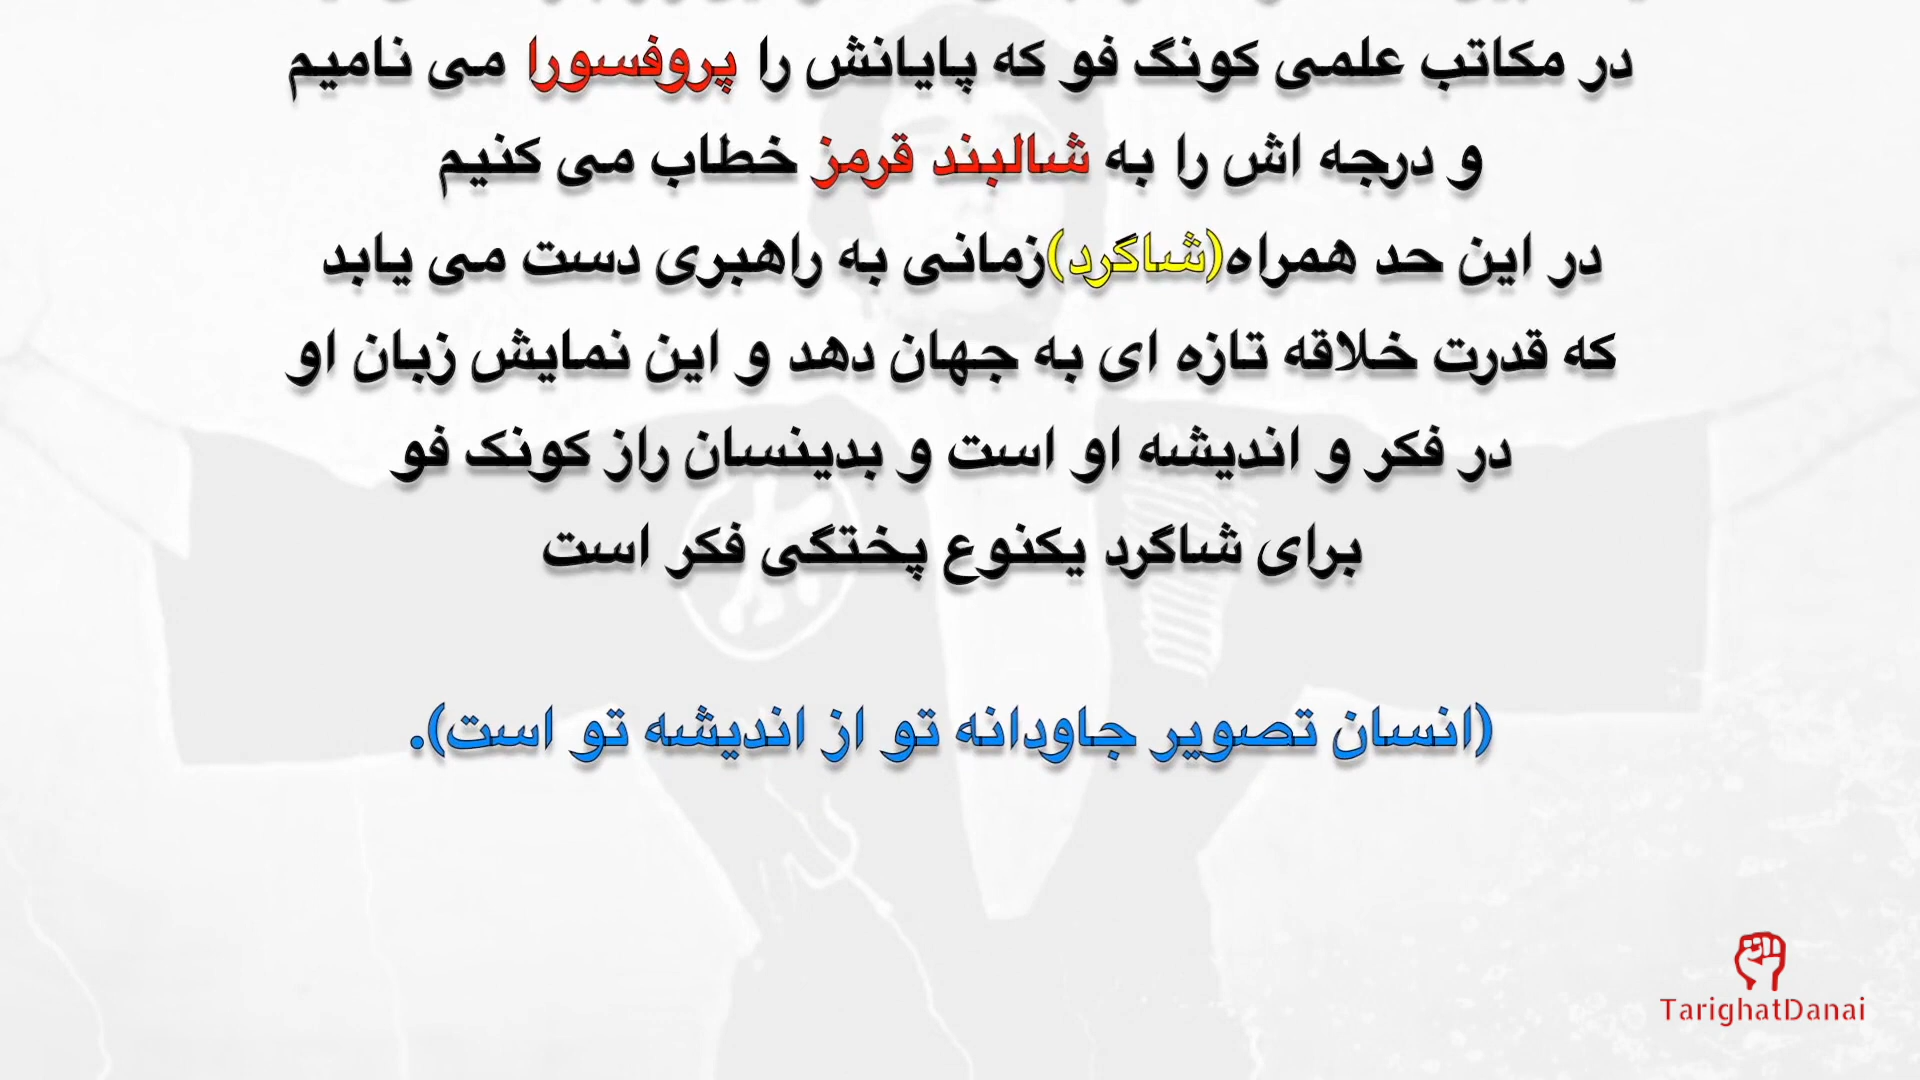 در مکاتب علمی کونگ فو که پایانش را پروفسورا می نامیم
و درجه اش را به شالبند قرمز خطاب می کنیم
در این حد همراه(شاگرد)زمانی به راهبری دست می یابد
که قدرت خلاقه تازه ای به جهان دهد و این نمایش زبان او
در فکر و اندیشه او است و بدینسان راز کونک فو
برای شاگرد یکنوع پختگی فکر است
(انسان تصویر جاودانه تو از اندیشه تو است).
TarighatDanai